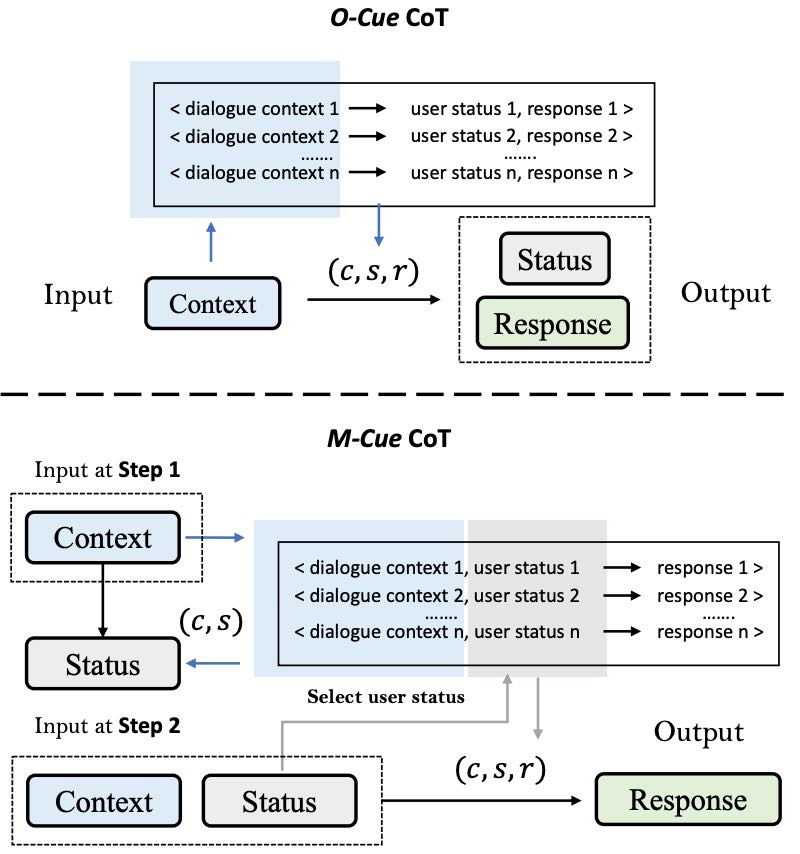 O-Cue CoT
< dialogue context 1 → user status 1, response 1 >
< dialogue context 2 → user status 2, response 2 >
....... .......
< dialogue context n → user status n, response n >
(c, s, r)
Input
Context
Status
Response
Output
M-Cue CoT
Input at Step 1
Context
< dialogue context 1, user status 1 → response 1 >
< dialogue context 2, user status 2 → response 2 >
....... .......
< dialogue context n, user status n → response n >
(c, s)
Status
Select user status
Input at Step 2
Output
(c, s, r)
Context
Status
Response